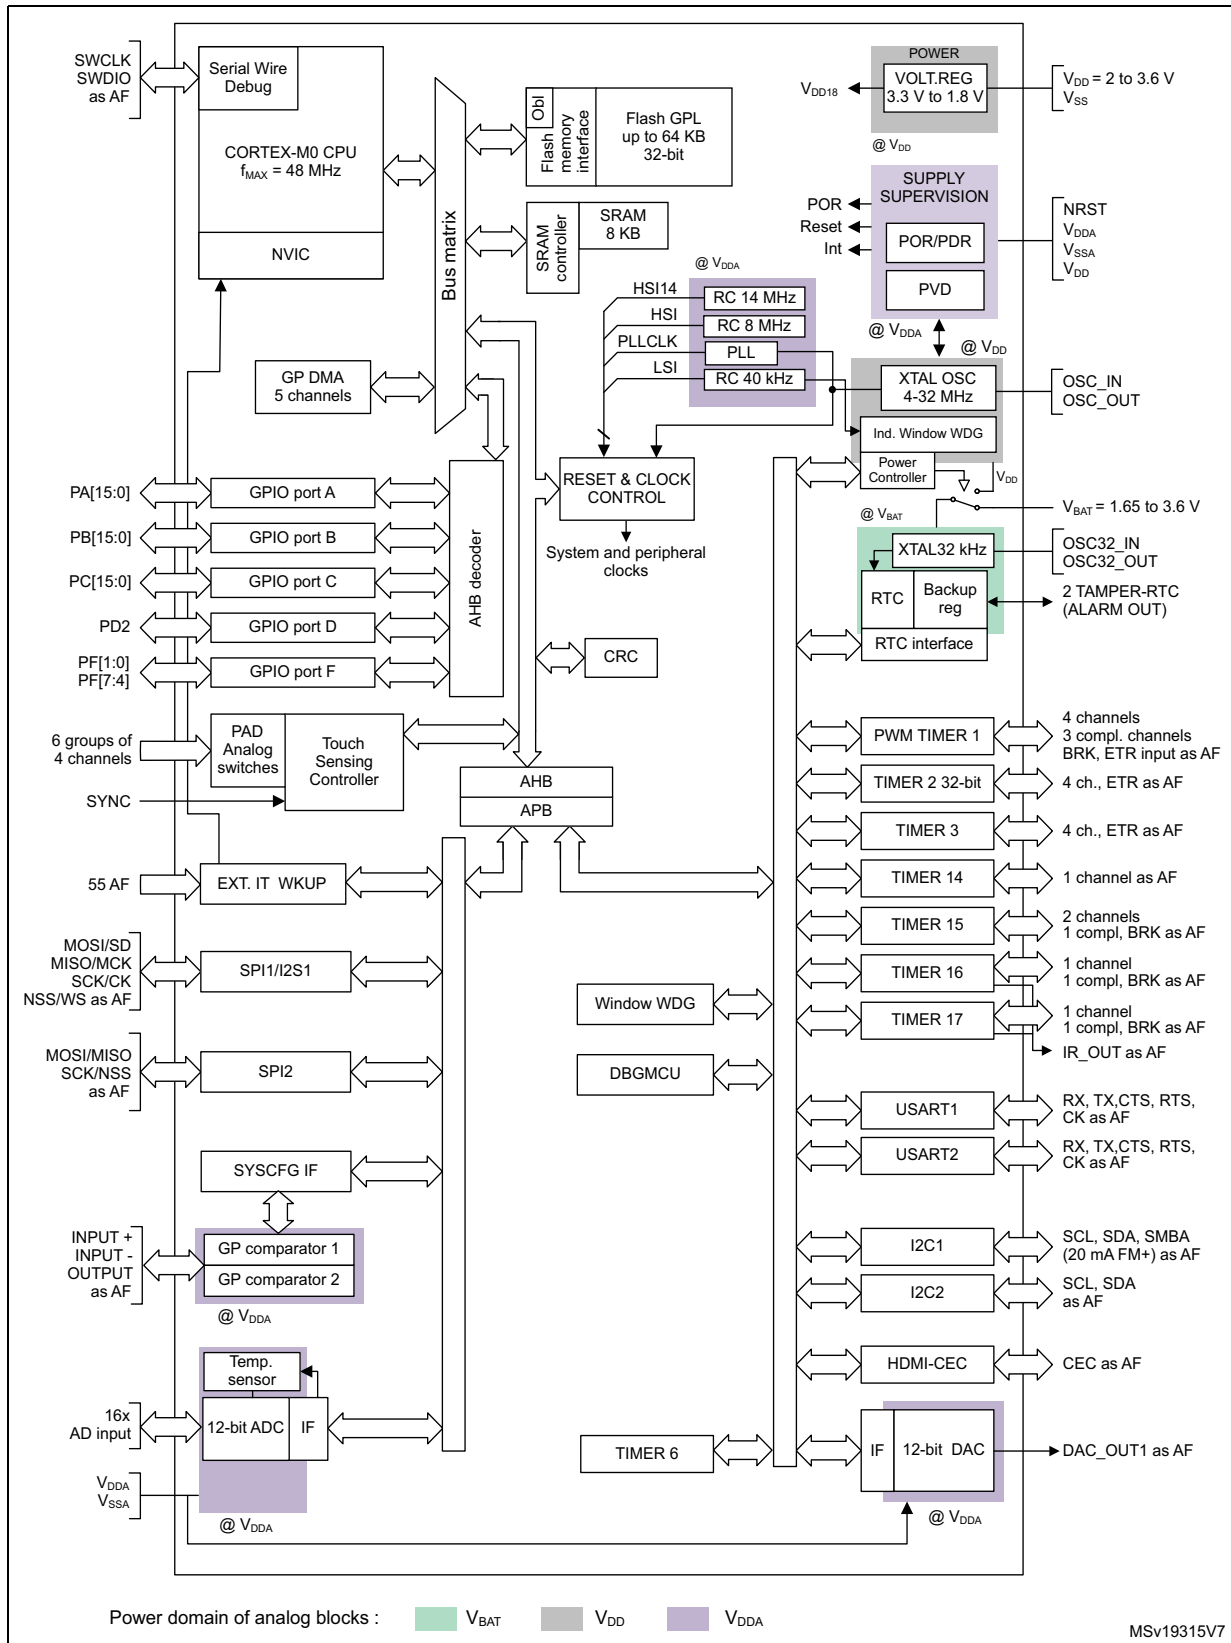 SWCLK
SWDIO
as AF
Serial Wire
Debug
CORTEX-M0 CPU
fMAX = 48 MHz
NVIC
Bus matrix
Obl
Flash
memory
interface
Flash GPL
up to 64 KB
32-bit
SRAM
controller
SRAM
8 KB
POWER
VOLT.REG
3.3 V to 1.8 V
VDD18
VDD = 2 to 3.6 V
VSS
@ VDD
SUPPLY
SUPERVISION
POR/PDR
PVD
POR
Reset
Int
NRST
VDDA
VSSA
VDD
@ VDDA
@ VDD
@ VDDA
HSI14
HSI
PLLCLK
LSI
RC 14 MHz
RC 8 MHz
PLL
RC 40 kHz
XTAL OSC
4-32 MHz
OSC_IN
OSC_OUT
Ind. Window WDG
Power
Controller
VDD
VBAT = 1.65 to 3.6 V
@ VBAT
XTAL32 kHz
OSC32_IN
OSC32_OUT
RTC
Backup
reg
RTC interface
2 TAMPER-RTC
(ALARM OUT)
GP DMA
5 channels
RESET & CLOCK
CONTROL
System and peripheral
clocks
PA[15:0]
GPIO port A
PB[15:0]
GPIO port B
PC[15:0]
GPIO port C
PD2
GPIO port D
PF[1:0]
PF[7:4]
GPIO port F
AHB decoder
CRC
6 groups of
4 channels
SYNC
PAD
Analog
switches
Touch
Sensing
Controller
AHB
APB
55 AF
EXT. IT WKUP
MOSI/SD
MISO/MCK
SCK/CK
NSS/WS as AF
SPI1/I2S1
MOSI/MISO
SCK/NSS
as AF
SPI2
SYSCFG IF
INPUT +
INPUT -
OUTPUT
as AF
GP comparator 1
GP comparator 2
@ VDDA
Temp.
sensor
16x
AD input
12-bit ADC
IF
VDDA
VSSA
@ VDDA
Window WDG
DBGMCU
TIMER 6
PWM TIMER 1
4 channels
3 compl. channels
BRK, ETR input as AF
TIMER 2 32-bit
4 ch., ETR as AF
TIMER 3
4 ch., ETR as AF
TIMER 14
1 channel as AF
TIMER 15
2 channels
1 compl, BRK as AF
TIMER 16
1 channel
1 compl, BRK as AF
TIMER 17
1 channel
1 compl, BRK as AF
IR_OUT as AF
USART1
RX, TX,CTS, RTS,
CK as AF
USART2
RX, TX,CTS, RTS,
CK as AF
I2C1
SCL, SDA, SMBA
(20 mA FM+) as AF
I2C2
SCL, SDA
as AF
HDMI-CEC
CEC as AF
IF
12-bit DAC
DAC_OUT1 as AF
@ VDDA
Power domain of analog blocks :
VBAT
VDD
VDDA
MSv19315V7